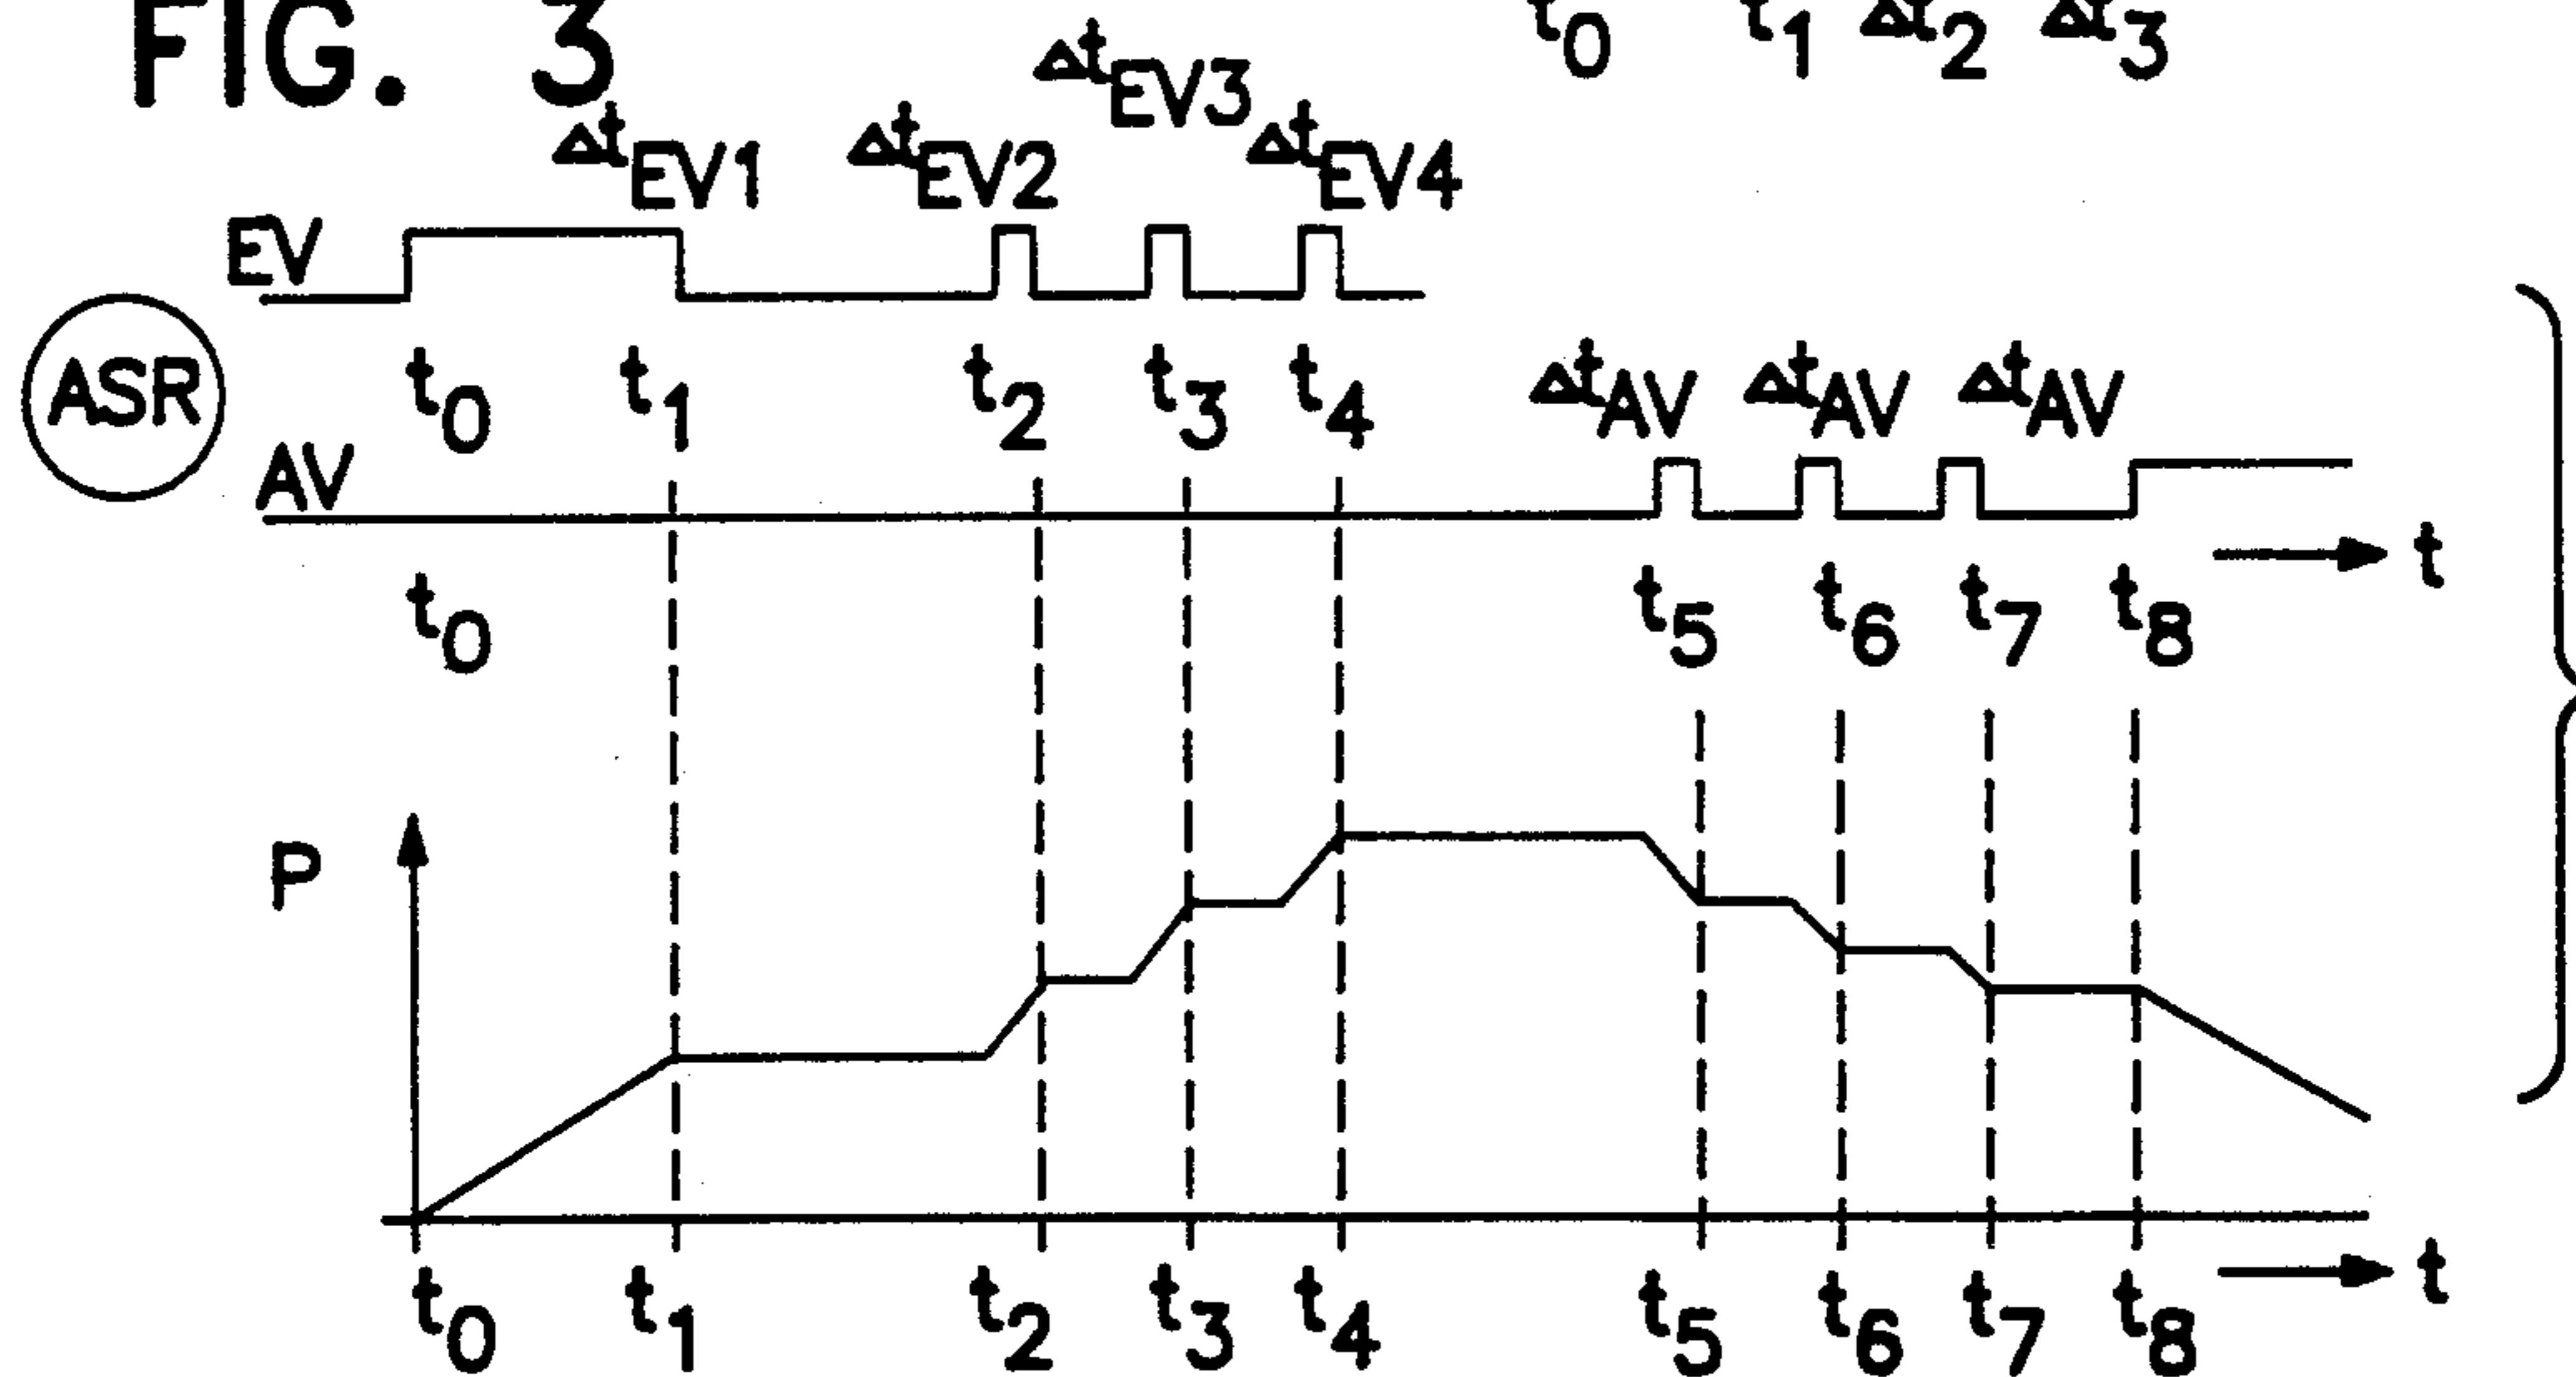 FIG. 3
t0 t1 Δt2 Δt3
ΔtEV1 ΔtEV2 ΔtEV3 ΔtEV4
EV
ASR
t0 t1 t2 t3 t4
ΔtAV ΔtAV ΔtAV
AV
t
t0 t5 t6 t7 t8
P
t0 t1 t2 t3 t4 t5 t6 t7 t8 t